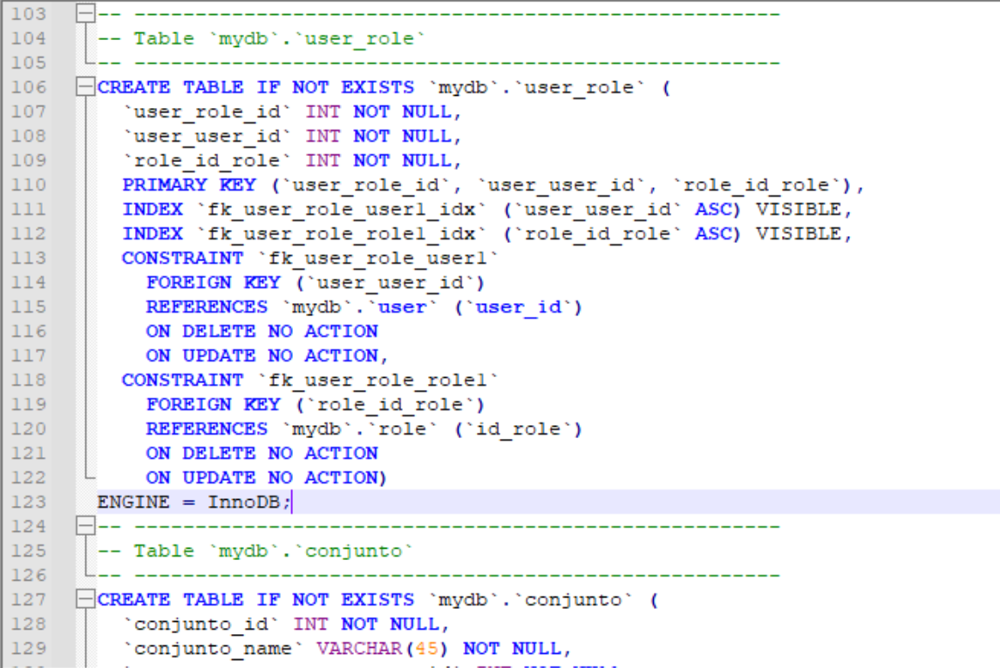 103 -- -----------------------------------------------------
104 -- Table `mydb`.`user_role`
105 -- -----------------------------------------------------
106 CREATE TABLE IF NOT EXISTS `mydb`.`user_role` (
107   `user_role_id` INT NOT NULL,
108   `user_user_id` INT NOT NULL,
109   `role_id_role` INT NOT NULL,
110   PRIMARY KEY (`user_role_id`, `user_user_id`, `role_id_role`),
111   INDEX `fk_user_role_user1_idx` (`user_user_id` ASC) VISIBLE,
112   INDEX `fk_user_role_role1_idx` (`role_id_role` ASC) VISIBLE,
113   CONSTRAINT `fk_user_role_user1`
114     FOREIGN KEY (`user_user_id`)
115     REFERENCES `mydb`.`user` (`user_id`)
116     ON DELETE NO ACTION
117     ON UPDATE NO ACTION,
118   CONSTRAINT `fk_user_role_role1`
119     FOREIGN KEY (`role_id_role`)
120     REFERENCES `mydb`.`role` (`id_role`)
121     ON DELETE NO ACTION
122     ON UPDATE NO ACTION)
123 ENGINE = InnoDB;
124 -- -----------------------------------------------------
125 -- Table `mydb`.`conjunto`
126 -- -----------------------------------------------------
127 CREATE TABLE IF NOT EXISTS `mydb`.`conjunto` (
128   `conjunto_id` INT NOT NULL,
129   `conjunto_name` VARCHAR(45) NOT NULL,